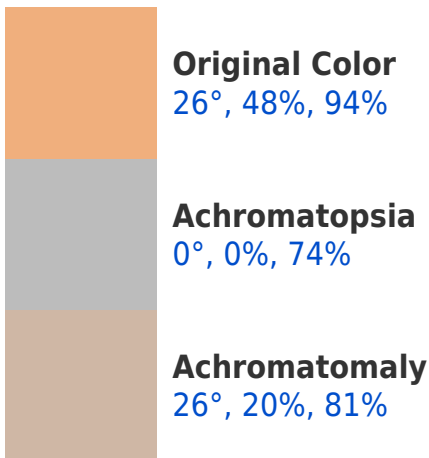 Original Color
26°, 48%, 94%
Achromatopsia
0°, 0%, 74%
Achromatomaly
26°, 20%, 81%